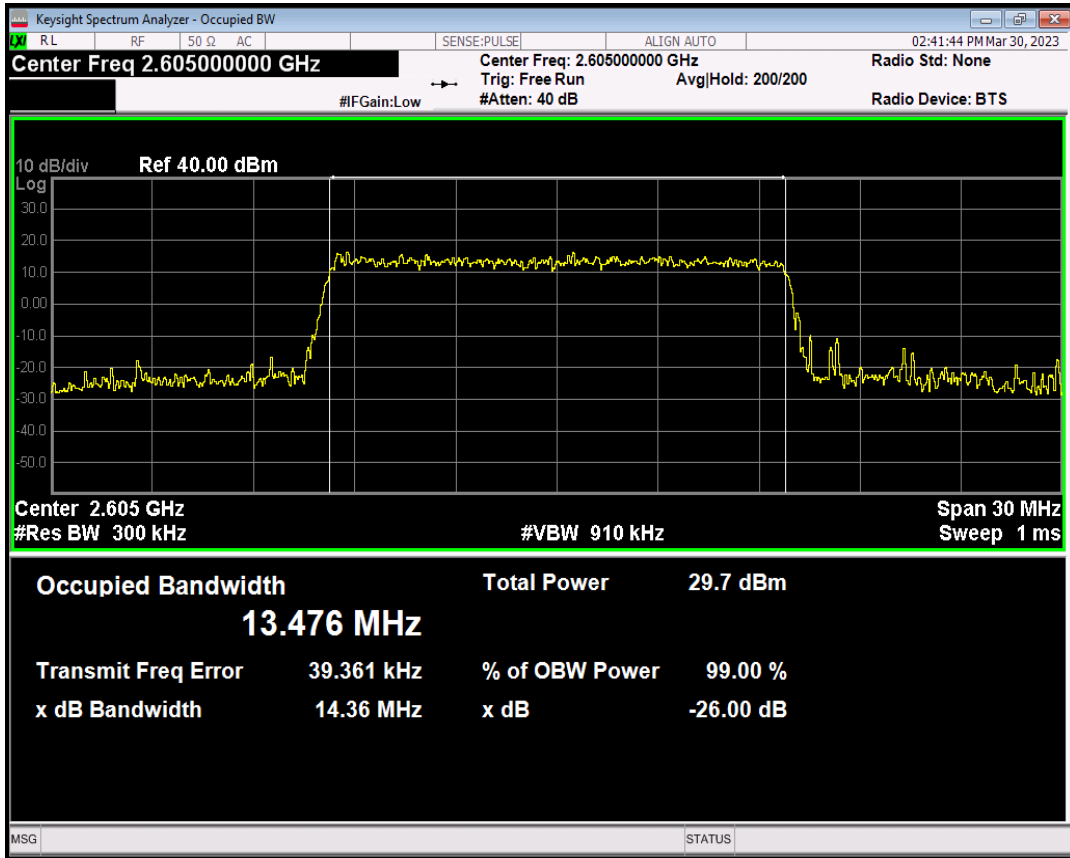 Keysight Spectrum Analyzer - Occupied BW
LXI RL RF 50 Ω AC SENSE:PULSE ALIGN AUTO 02:41:44 PM Mar 30, 2023
Center Freq 2.605000000 GHz Center Freq: 2.605000000 GHz Radio Std: None
Trig: Free Run Avg|Hold: 200/200
#IFGain:Low #Atten: 40 dB Radio Device: BTS
10 dB/div Ref 40.00 dBm
Log
30.0
20.0
10.0
0.00
-10.0
-20.0
-30.0
-40.0
-50.0
Center 2.605 GHz Span 30 MHz
#Res BW 300 kHz #VBW 910 kHz Sweep 1 ms
Occupied Bandwidth Total Power 29.7 dBm
13.476 MHz
Transmit Freq Error 39.361 kHz % of OBW Power 99.00 %
x dB Bandwidth 14.36 MHz x dB -26.00 dB
MSG STATUS